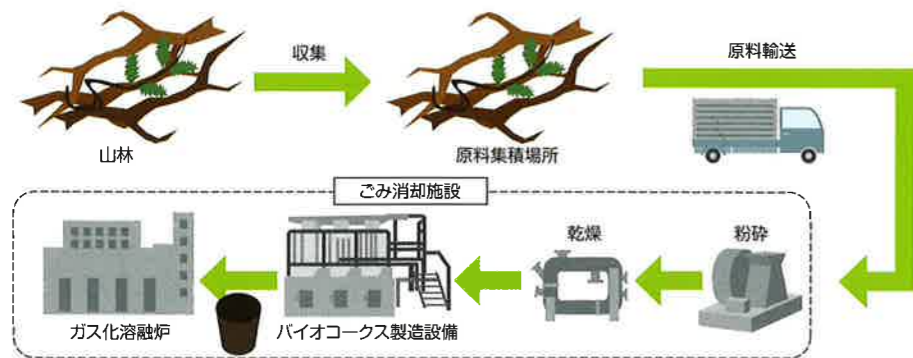 収集
原料輸送
山林
原料集積場所
ごみ消却施設
乾燥
粉砕
ガス化溶融炉
バイオコークス製造設備